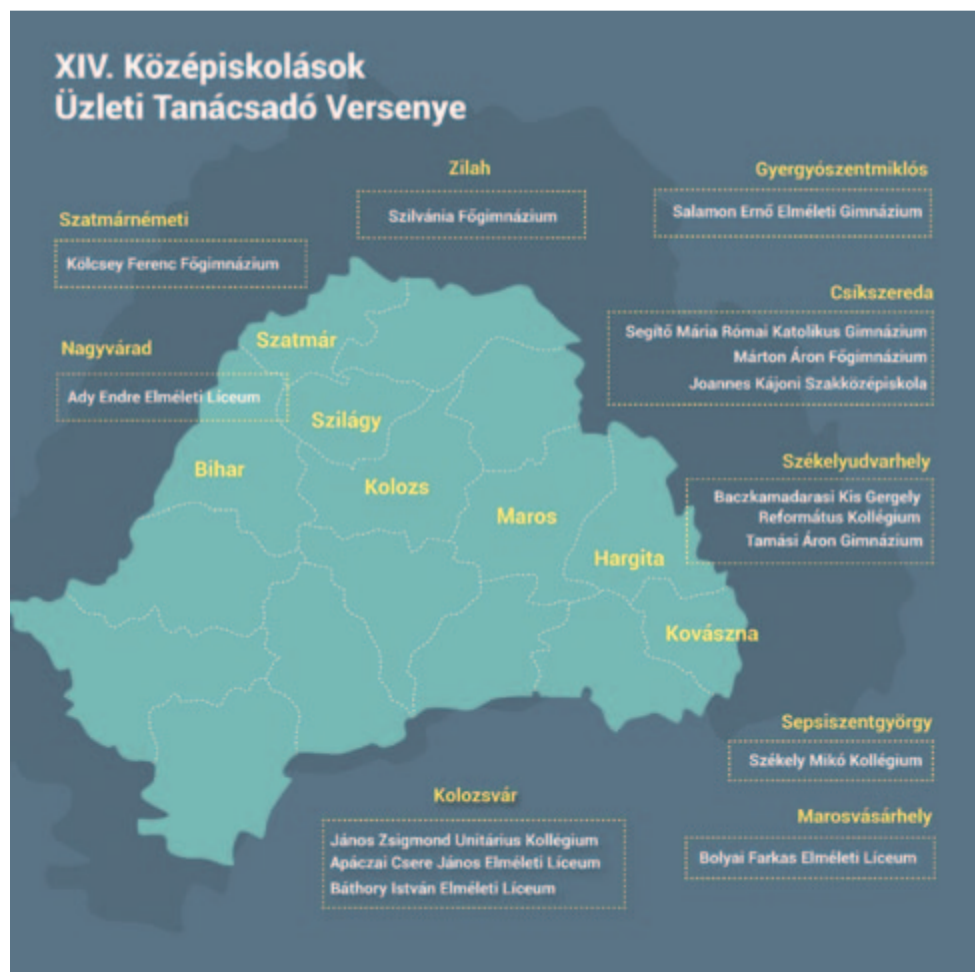 XIV. Középiskolások
Üzleti Tanácsadó Versenye
Zilah
Szilvánia Főgimnázium
Gyergyószentmiklós
Salamon Ernő Elméleti Gimnázium
Szatmárnémeti
Kölcsey Ferenc Főgimnázium
Csíkszereda
Segítő Mária Római Katolikus Gimnázium
Márton Áron Főgimnázium
Joannes Kájoni Szakközépiskola
Nagyvárad
Ady Endre Elméleti Líceum
Szatmár
Szilágy
Bihar
Kolozs
Maros
Hargita
Kovászna
Székelyudvarhely
Baczkamadarasi Kis Gergely
Református Kollégium
Tamási Áron Gimnázium
Sepsiszentgyörgy
Székely Mikó Kollégium
Kolozsvár
János Zsigmond Unitárius Kollégium
Apáczai Csere János Elméleti Líceum
Báthory István Elméleti Líceum
Marosvásárhely
Bolyai Farkas Elméleti Líceum